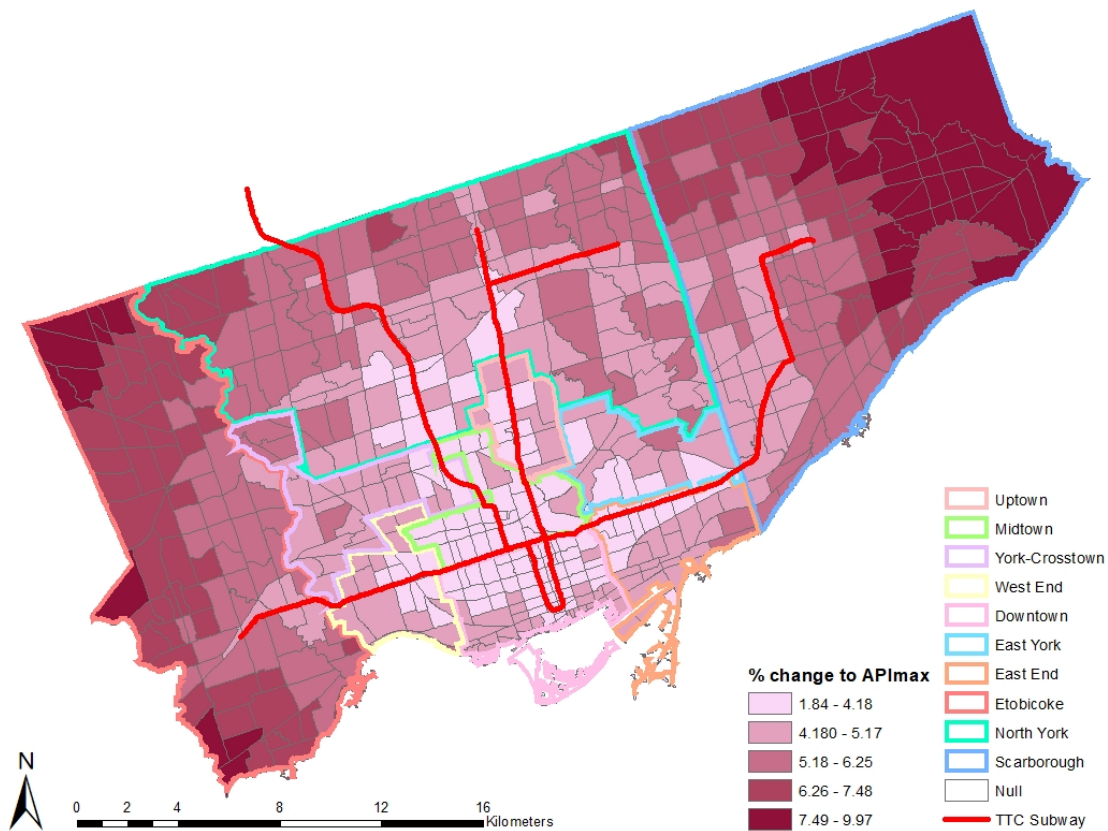 Uptown
Midtown
York-Crosstown
West End
Downtown
East York
East End
Etobicoke
North York
Scarborough
Null
TTC Subway
% change to APImax
1.84 - 4.18
4.180 - 5.17
5.18 - 6.25
6.26 - 7.48
7.49 - 9.97
N
0 2 4 8 12 16
Kilometers